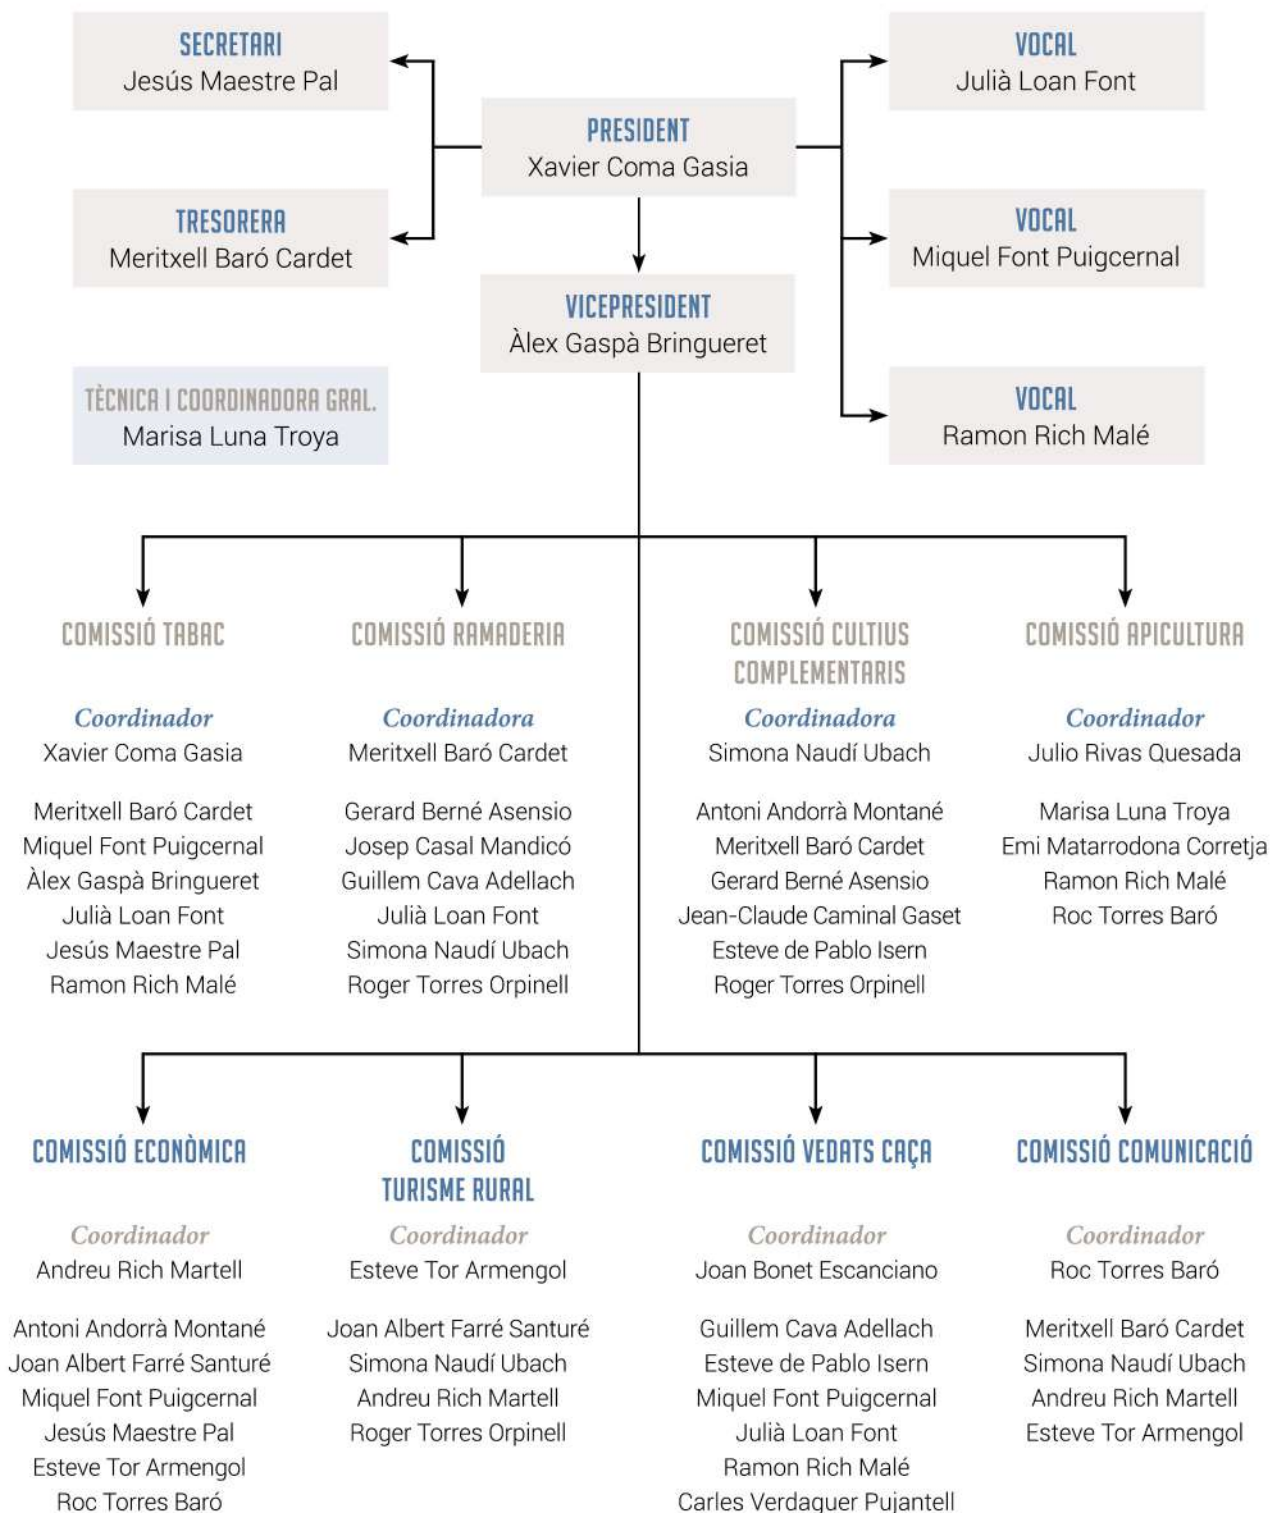 SECRETARI
Jesús Maestre Pal
VOCAL
Julià Loan Font
PRESIDENT
Xavier Coma Gasia
TRESORERA
Meritxell Baró Cardet
VOCAL
Miquel Font Puigcernal
VICEPRESIDENT
Àlex Gaspà Bringueret
TÈCNICA I COORDINADORA GRAL.
Marisa Luna Troya
VOCAL
Ramon Rich Malé
COMISSIÓ TABAC
Coordinador
Xavier Coma Gasia
Meritxell Baró Cardet
Miquel Font Puigcernal
Àlex Gaspà Bringueret
Julià Loan Font
Jesús Maestre Pal
Ramon Rich Malé
COMISSIÓ RAMADERIA
Coordinadora
Meritxell Baró Cardet
Gerard Berné Asensio
Josep Casal Mandicó
Guillem Cava Adellach
Julià Loan Font
Simona Naudí Ubach
Roger Torres Orpinell
COMISSIÓ CULTIUS
COMPLEMENTARIS
Coordinadora
Simona Naudí Ubach
Antoni Andorrà Montané
Meritxell Baró Cardet
Gerard Berné Asensio
Jean-Claude Caminal Gaset
Esteve de Pablo Isern
Roger Torres Orpinell
COMISSIÓ APICULTURA
Coordinador
Julio Rivas Quesada
Marisa Luna Troya
Emi Matarrodona Corretja
Ramon Rich Malé
Roc Torres Baró
COMISSIÓ ECONÒMICA
Coordinador
Andreu Rich Martell
Antoni Andorrà Montané
Joan Albert Farré Santuré
Miquel Font Puigcernal
Jesús Maestre Pal
Esteve Tor Armengol
Roc Torres Baró
COMISSIÓ
TURISME RURAL
Coordinador
Esteve Tor Armengol
Joan Albert Farré Santuré
Simona Naudí Ubach
Andreu Rich Martell
Roger Torres Orpinell
COMISSIÓ VEDATS CAÇA
Coordinador
Joan Bonet Escanciano
Guillem Cava Adellach
Esteve de Pablo Isern
Miquel Font Puigcernal
Julià Loan Font
Ramon Rich Malé
Carles Verdaguer Pujantell
COMISSIÓ COMUNICACIÓ
Coordinador
Roc Torres Baró
Meritxell Baró Cardet
Simona Naudí Ubach
Andreu Rich Martell
Esteve Tor Armengol